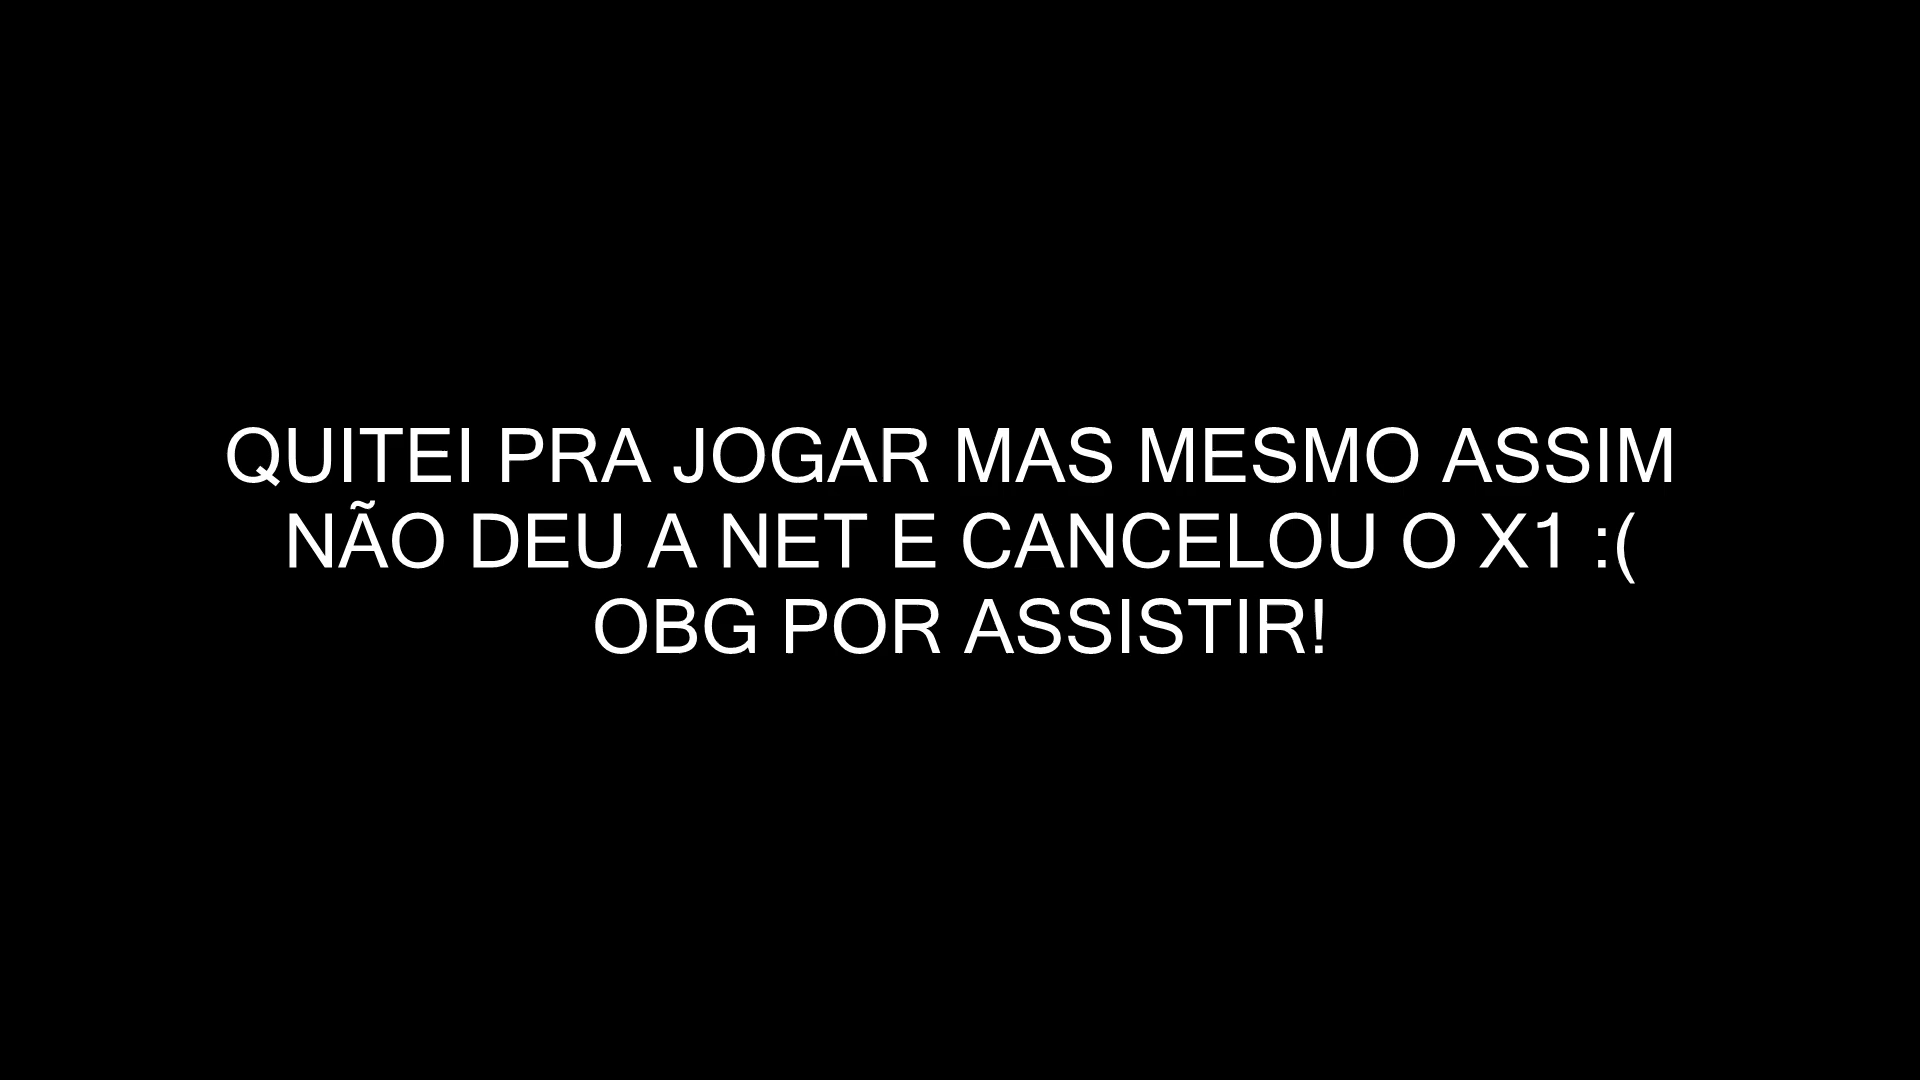 QUITEI PRA JOGAR MAS MESMO ASSIM
NÃO DEU A NET E CANCELOU O X1 :(
OBG POR ASSISTIR!